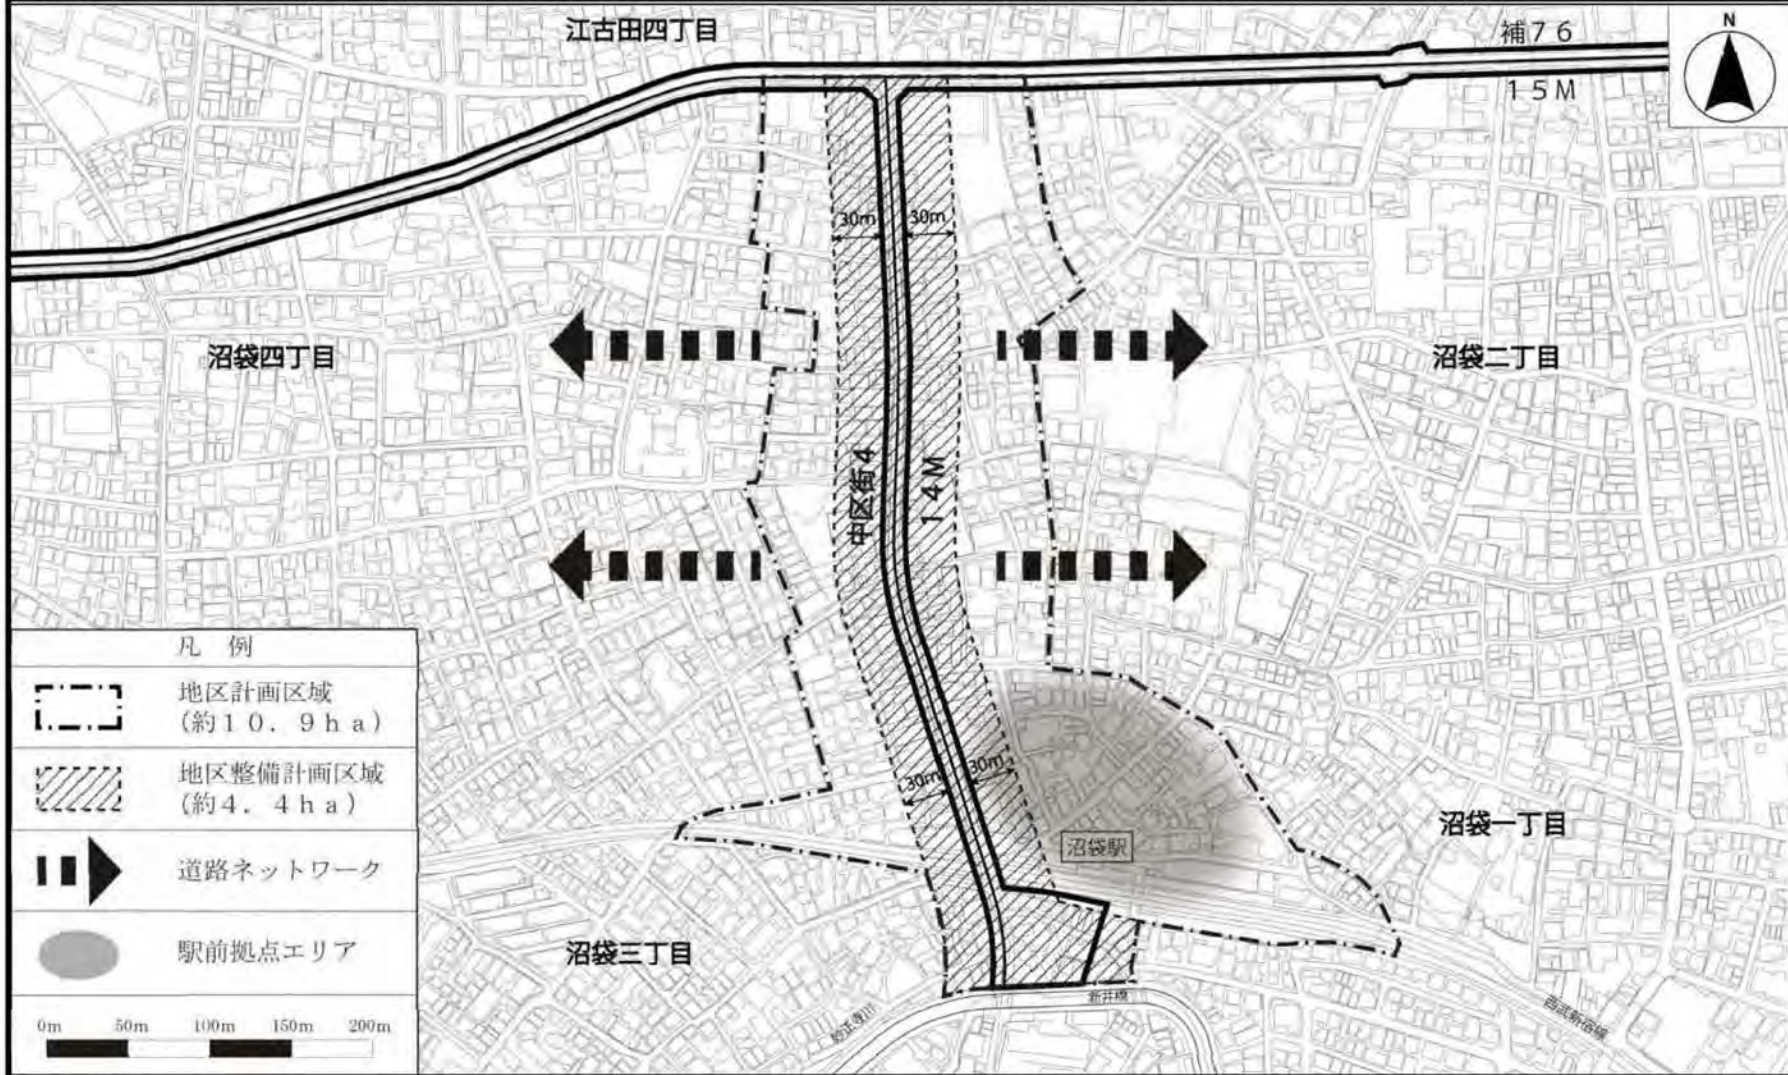 江古田四丁目
補76
15M
N
30m
30m
沼袋四丁目
沼袋二丁目
中区街4
14M
30m
30m
沼袋一丁目
沼袋駅
沼袋三丁目
新井橋
妙正寺川
西武新宿線
凡 例
地区計画区域
(約10.9ha)
地区整備計画区域
(約4.4ha)
道路ネットワーク
駅前拠点エリア
0m 50m 100m 150m 200m